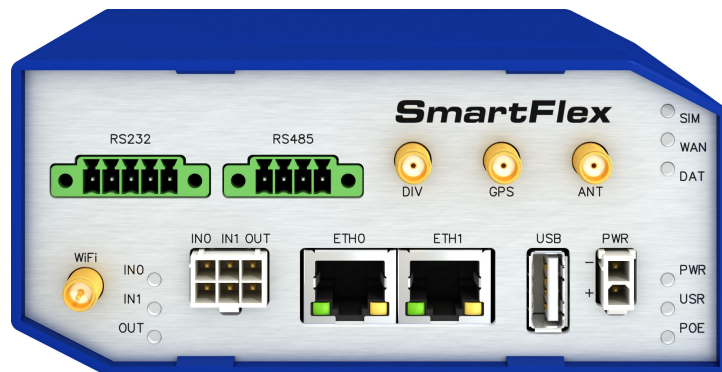 SmartFlex
SIM
WAN
DAT
RS232
RS485
DIV
GPS
ANT
WiFi
IN0
IN1
OUT
IN0 IN1 OUT
ETH0
ETH1
USB
PWR
−
+
PWR
USR
POE